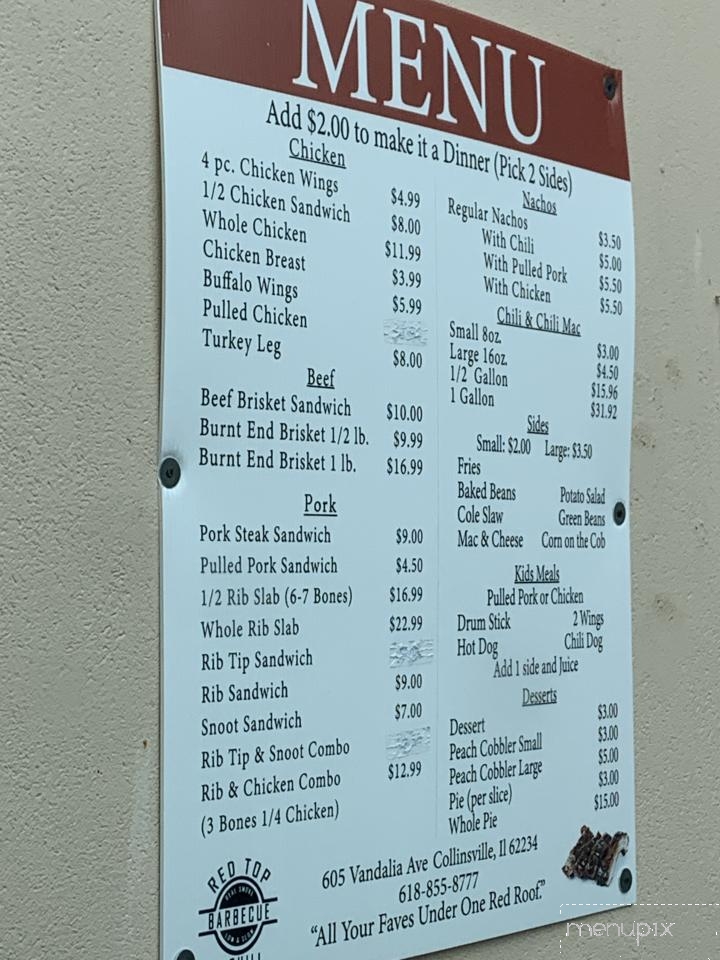 MENU
Add $2.00 to make it a Dinner (Pick 2 Sides)
Chicken
4 pc. Chicken Wings $4.99
1/2 Chicken Sandwich $8.00
Whole Chicken $11.99
Chicken Breast $3.99
Buffalo Wings $5.99
Pulled Chicken
Turkey Leg $8.00
Beef
Beef Brisket Sandwich $10.00
Burnt End Brisket 1/2 lb. $9.99
Burnt End Brisket 1 lb. $16.99
Pork
Pork Steak Sandwich $9.00
Pulled Pork Sandwich $4.50
1/2 Rib Slab (6-7 Bones) $16.99
Whole Rib Slab $22.99
Rib Tip Sandwich
Rib Sandwich $9.00
Snoot Sandwich $7.00
Rib Tip & Snoot Combo
Rib & Chicken Combo $12.99
(3 Bones 1/4 Chicken)
Nachos
Regular Nachos $3.50
With Chili $5.00
With Pulled Pork $5.50
With Chicken $5.50
Chili & Chili Mac
Small 8oz. $3.00
Large 16oz. $4.50
1/2 Gallon $15.96
1 Gallon $31.92
Sides
Small: $2.00 Large: $3.50
Fries
Baked Beans Potato Salad
Cole Slaw Green Beans
Mac & Cheese Corn on the Cob
Kids Meals
Pulled Pork or Chicken
Drum Stick 2 Wings
Hot Dog Chili Dog
Add 1 side and Juice
Desserts
Dessert $3.00
Peach Cobbler Small $3.00
Peach Cobbler Large $5.00
Pie (per slice) $3.00
Whole Pie $15.00
RED TOP
BARBECUE
605 Vandalia Ave Collinsville, Il 62234
618-855-8777
"All Your Faves Under One Red Roof."
menupix